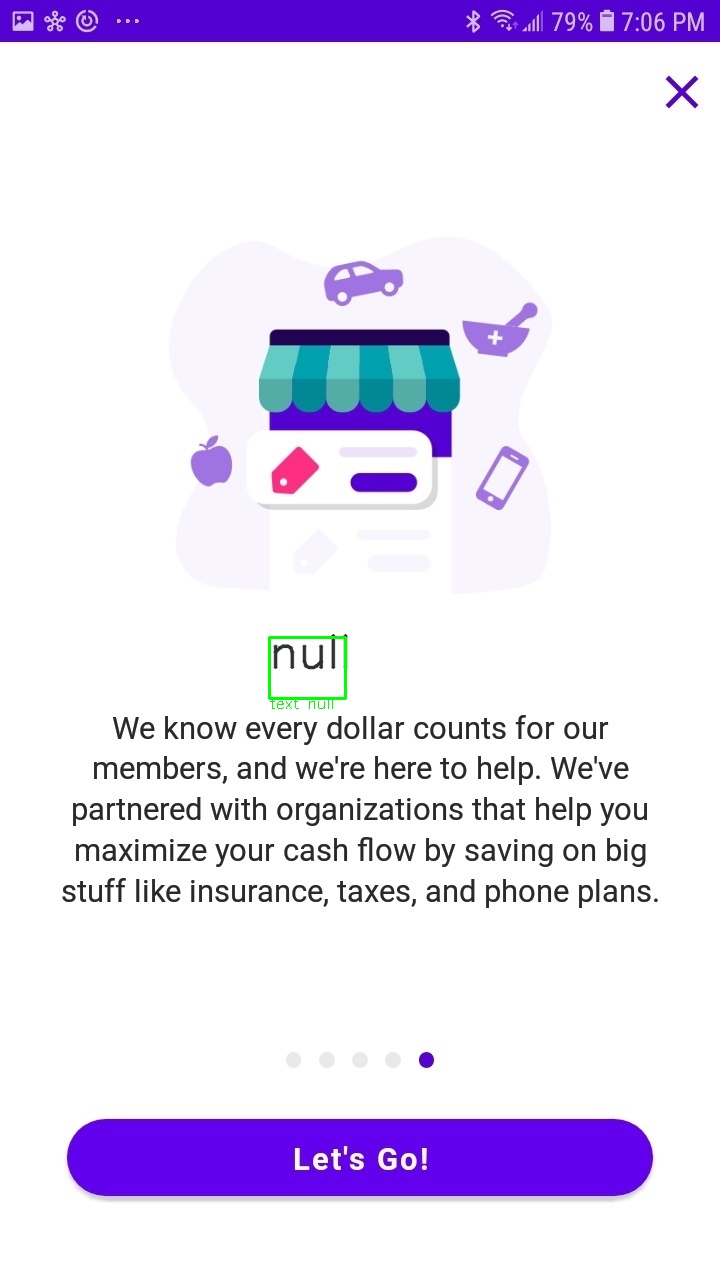 79% 7:06 PM
null
text null
We know every dollar counts for our
members, and we're here to help. We've
partnered with organizations that help you
maximize your cash flow by saving on big
stuff like insurance, taxes, and phone plans.
Let's Go!